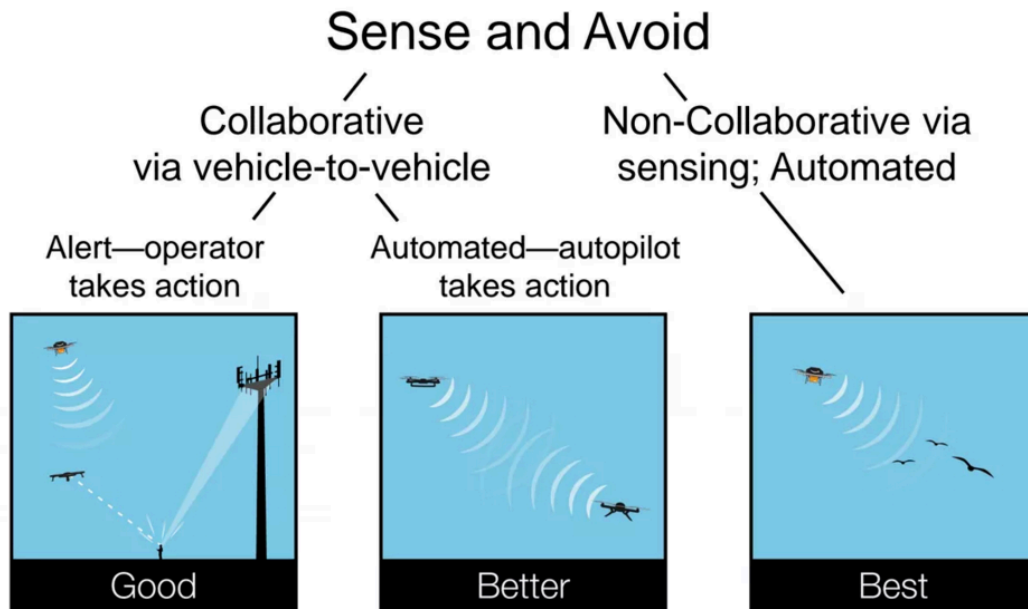 Sense and Avoid
Collaborative
via vehicle-to-vehicle
Non-Collaborative via
sensing; Automated
Alert—operator
takes action
Automated—autopilot
takes action
Good
Better
Best